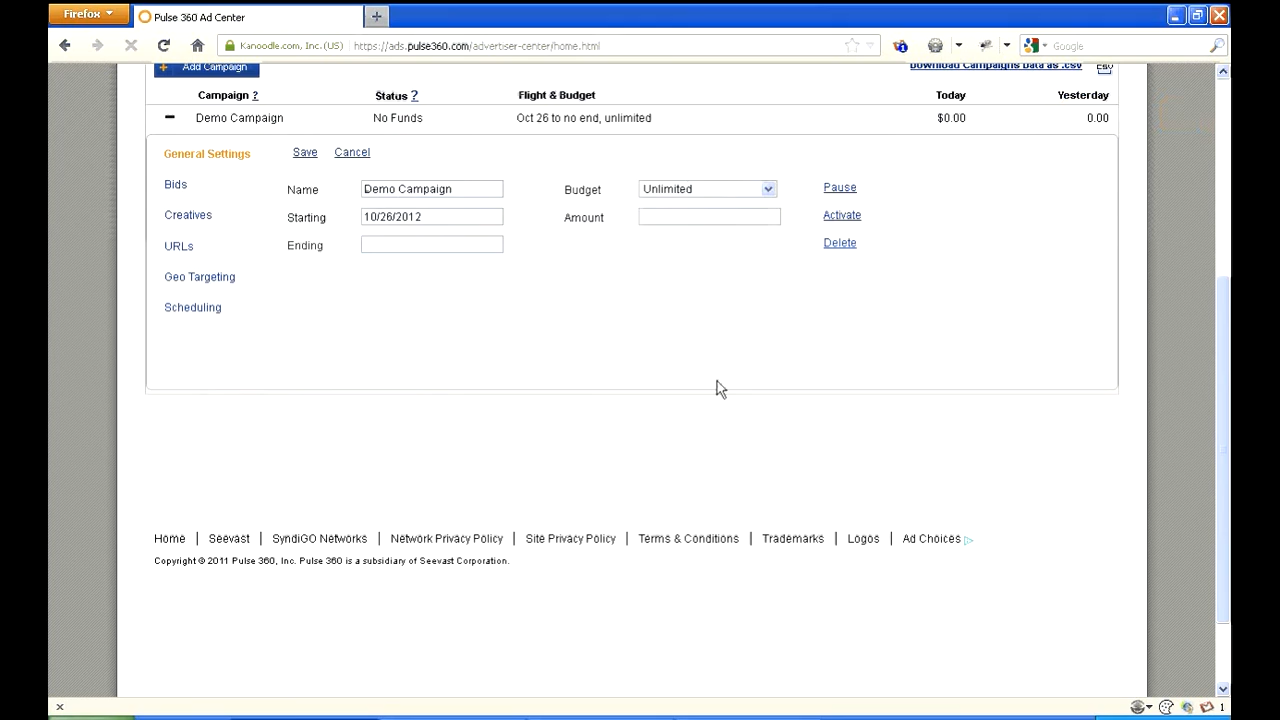 Firefox
Pulse 360 Ad Center
Kanoodle.com, Inc. (US) https://ads.pulse360.com/advertiser-center/home.html Google
Add Campaign Download Campaigns Data as .csv CSV
Campaign ? Status ? Flight & Budget Today Yesterday
Demo Campaign No Funds Oct 26 to no end, unlimited $0.00 0.00
General Settings Save Cancel
Bids Name Demo Campaign Budget Unlimited Pause
Creatives Starting 10/26/2012 Amount Activate
URLs Ending Delete
Geo Targeting
Scheduling
Home | Seevast | SyndiGO Networks | Network Privacy Policy | Site Privacy Policy | Terms & Conditions | Trademarks | Logos | Ad Choices
Copyright © 2011 Pulse 360, Inc. Pulse 360 is a subsidiary of Seevast Corporation.
1